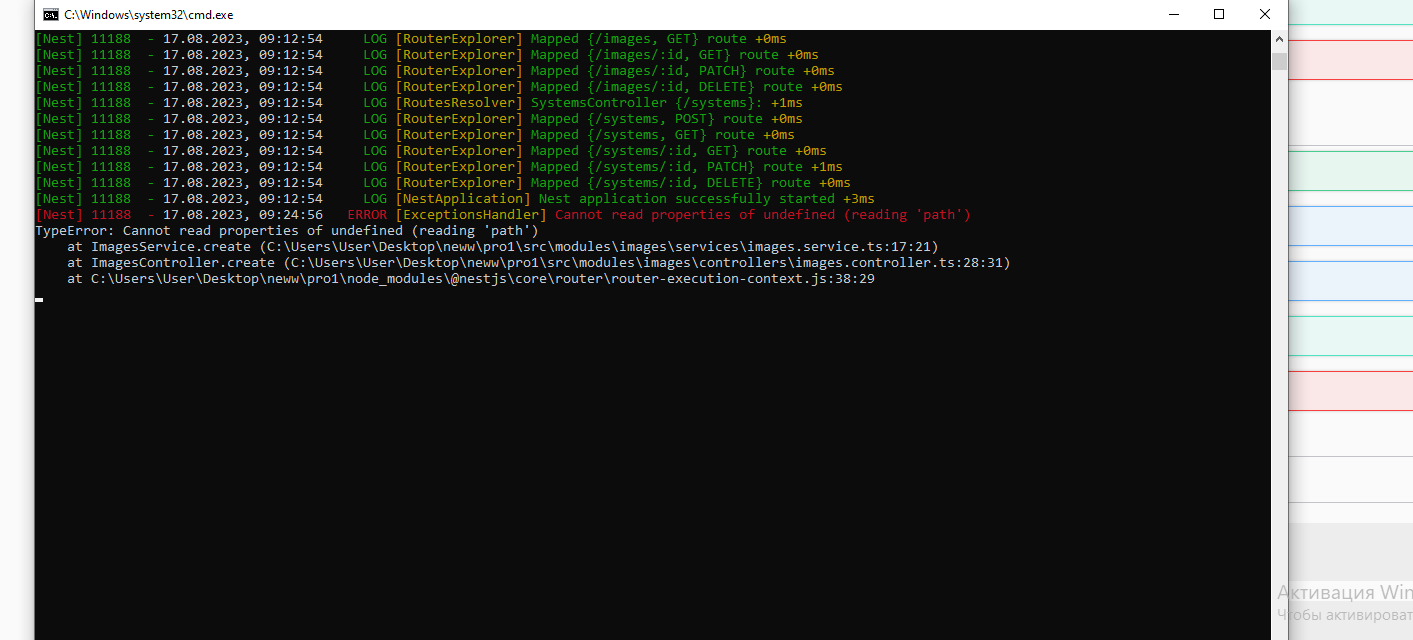 C:\Windows\system32\cmd.exe
[Nest] 11188  - 17.08.2023, 09:12:54     LOG [RouterExplorer] Mapped {/images, GET} route +0ms
[Nest] 11188  - 17.08.2023, 09:12:54     LOG [RouterExplorer] Mapped {/images/:id, GET} route +0ms
[Nest] 11188  - 17.08.2023, 09:12:54     LOG [RouterExplorer] Mapped {/images/:id, PATCH} route +0ms
[Nest] 11188  - 17.08.2023, 09:12:54     LOG [RouterExplorer] Mapped {/images/:id, DELETE} route +0ms
[Nest] 11188  - 17.08.2023, 09:12:54     LOG [RoutesResolver] SystemsController {/systems}: +1ms
[Nest] 11188  - 17.08.2023, 09:12:54     LOG [RouterExplorer] Mapped {/systems, POST} route +0ms
[Nest] 11188  - 17.08.2023, 09:12:54     LOG [RouterExplorer] Mapped {/systems, GET} route +0ms
[Nest] 11188  - 17.08.2023, 09:12:54     LOG [RouterExplorer] Mapped {/systems/:id, GET} route +0ms
[Nest] 11188  - 17.08.2023, 09:12:54     LOG [RouterExplorer] Mapped {/systems/:id, PATCH} route +1ms
[Nest] 11188  - 17.08.2023, 09:12:54     LOG [RouterExplorer] Mapped {/systems/:id, DELETE} route +0ms
[Nest] 11188  - 17.08.2023, 09:12:54     LOG [NestApplication] Nest application successfully started +3ms
[Nest] 11188  - 17.08.2023, 09:24:56   ERROR [ExceptionsHandler] Cannot read properties of undefined (reading 'path')
TypeError: Cannot read properties of undefined (reading 'path')
    at ImagesService.create (C:\Users\User\Desktop\neww\pro1\src\modules\images\services\images.service.ts:17:21)
    at ImagesController.create (C:\Users\User\Desktop\neww\pro1\src\modules\images\controllers\images.controller.ts:28:31)
    at C:\Users\User\Desktop\neww\pro1\node_modules\@nestjs\core\router\router-execution-context.js:38:29
Активация Win
Чтобы активироват